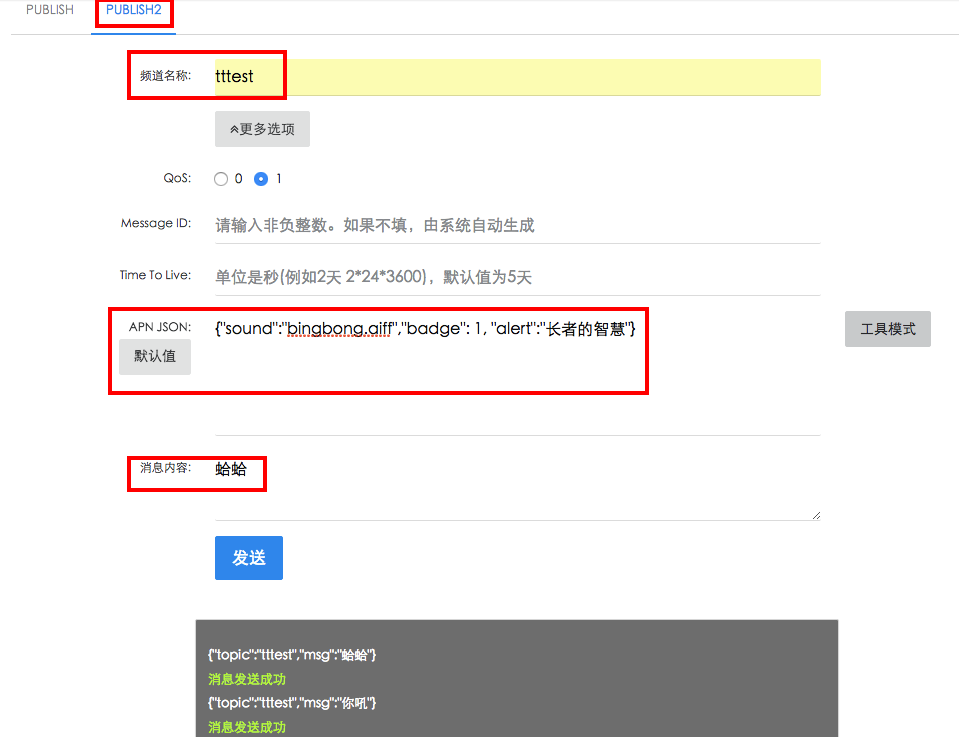 PUBLISH PUBLISH2
频道名称: tttest
更多选项
QoS: 0 1
Message ID: 请输入非负整数。如果不填，由系统自动生成
Time To Live: 单位是秒(例如2天 2*24*3600)，默认值为5天
APN JSON: {"sound":"bingbong.aiff","badge": 1, "alert":"长者的智慧"} 工具模式
默认值
消息内容: 蛤蛤
发送
{"topic":"tttest","msg":"蛤蛤"}
消息发送成功
{"topic":"tttest","msg":"你吼"}
消息发送成功